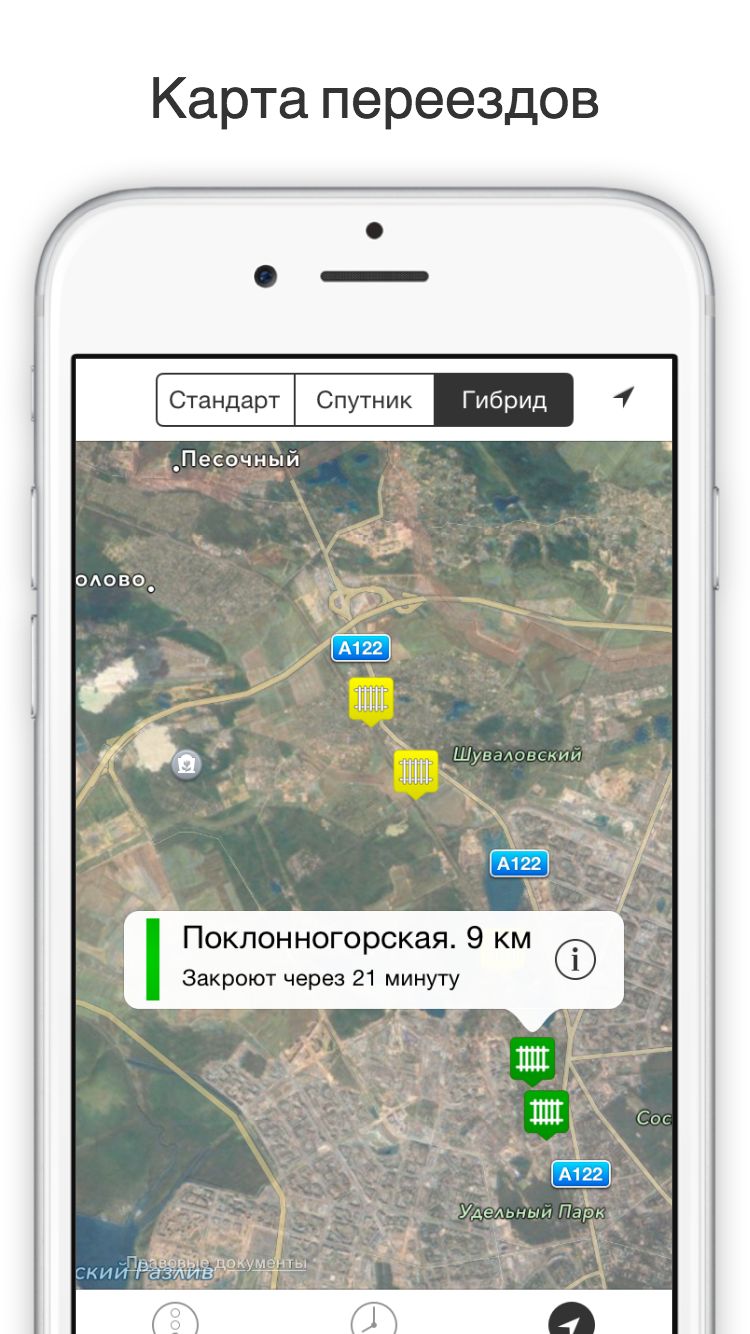 Карта переездов
Стандарт Спутник Гибрид
Песочный
олово
A122
Шуваловский
A122
Поклонногорская. 9 км
Закроют через 21 минуту
i
Сос
A122
Удельный Парк
Правовые документы
ский Разлив